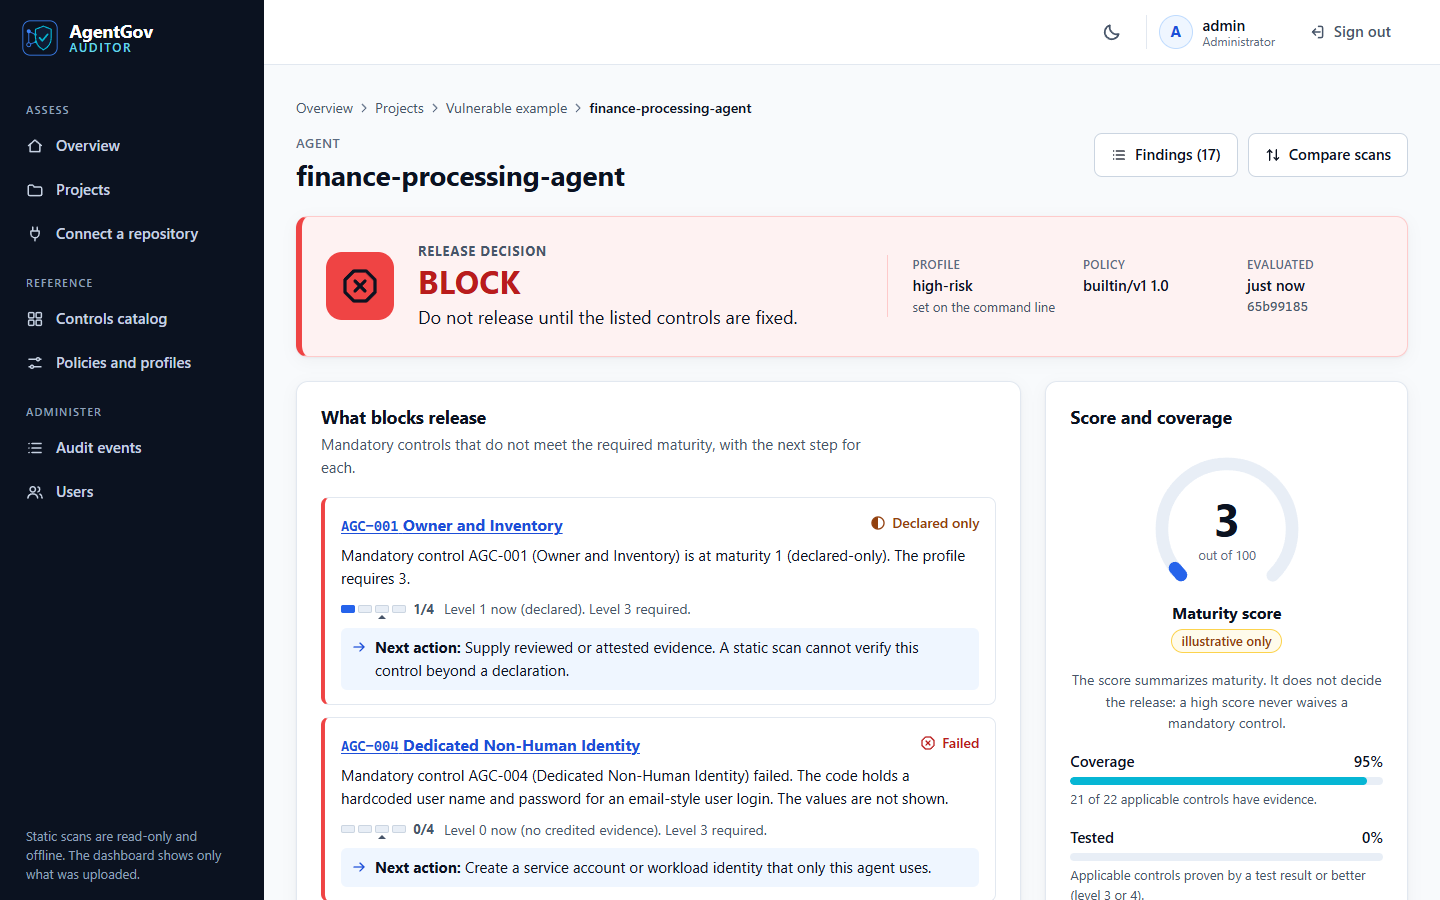 AgentGov
AUDITOR
ASSESS
Overview
Projects
Connect a repository
REFERENCE
Controls catalog
Policies and profiles
ADMINISTER
Audit events
Users
Static scans are read-only and
offline. The dashboard shows only
what was uploaded.
A
admin
Administrator
Sign out
Overview > Projects > Vulnerable example > finance-processing-agent
AGENT
finance-processing-agent
Findings (17)
Compare scans
RELEASE DECISION
BLOCK
Do not release until the listed controls are fixed.
PROFILE
high-risk
set on the command line
POLICY
builtin/v1 1.0
EVALUATED
just now
65b99185
What blocks release
Mandatory controls that do not meet the required maturity, with the next step for
each.
AGC-001 Owner and Inventory
Declared only
Mandatory control AGC-001 (Owner and Inventory) is at maturity 1 (declared-only). The profile
requires 3.
1/4 Level 1 now (declared). Level 3 required.
Next action: Supply reviewed or attested evidence. A static scan cannot verify this
control beyond a declaration.
AGC-004 Dedicated Non-Human Identity
Failed
Mandatory control AGC-004 (Dedicated Non-Human Identity) failed. The code holds a
hardcoded user name and password for an email-style user login. The values are not shown.
0/4 Level 0 now (no credited evidence). Level 3 required.
Next action: Create a service account or workload identity that only this agent uses.
Score and coverage
3
out of 100
Maturity score
illustrative only
The score summarizes maturity. It does not decide
the release: a high score never waives a
mandatory control.
Coverage 95%
21 of 22 applicable controls have evidence.
Tested 0%
Applicable controls proven by a test result or better
(level 3 or 4).